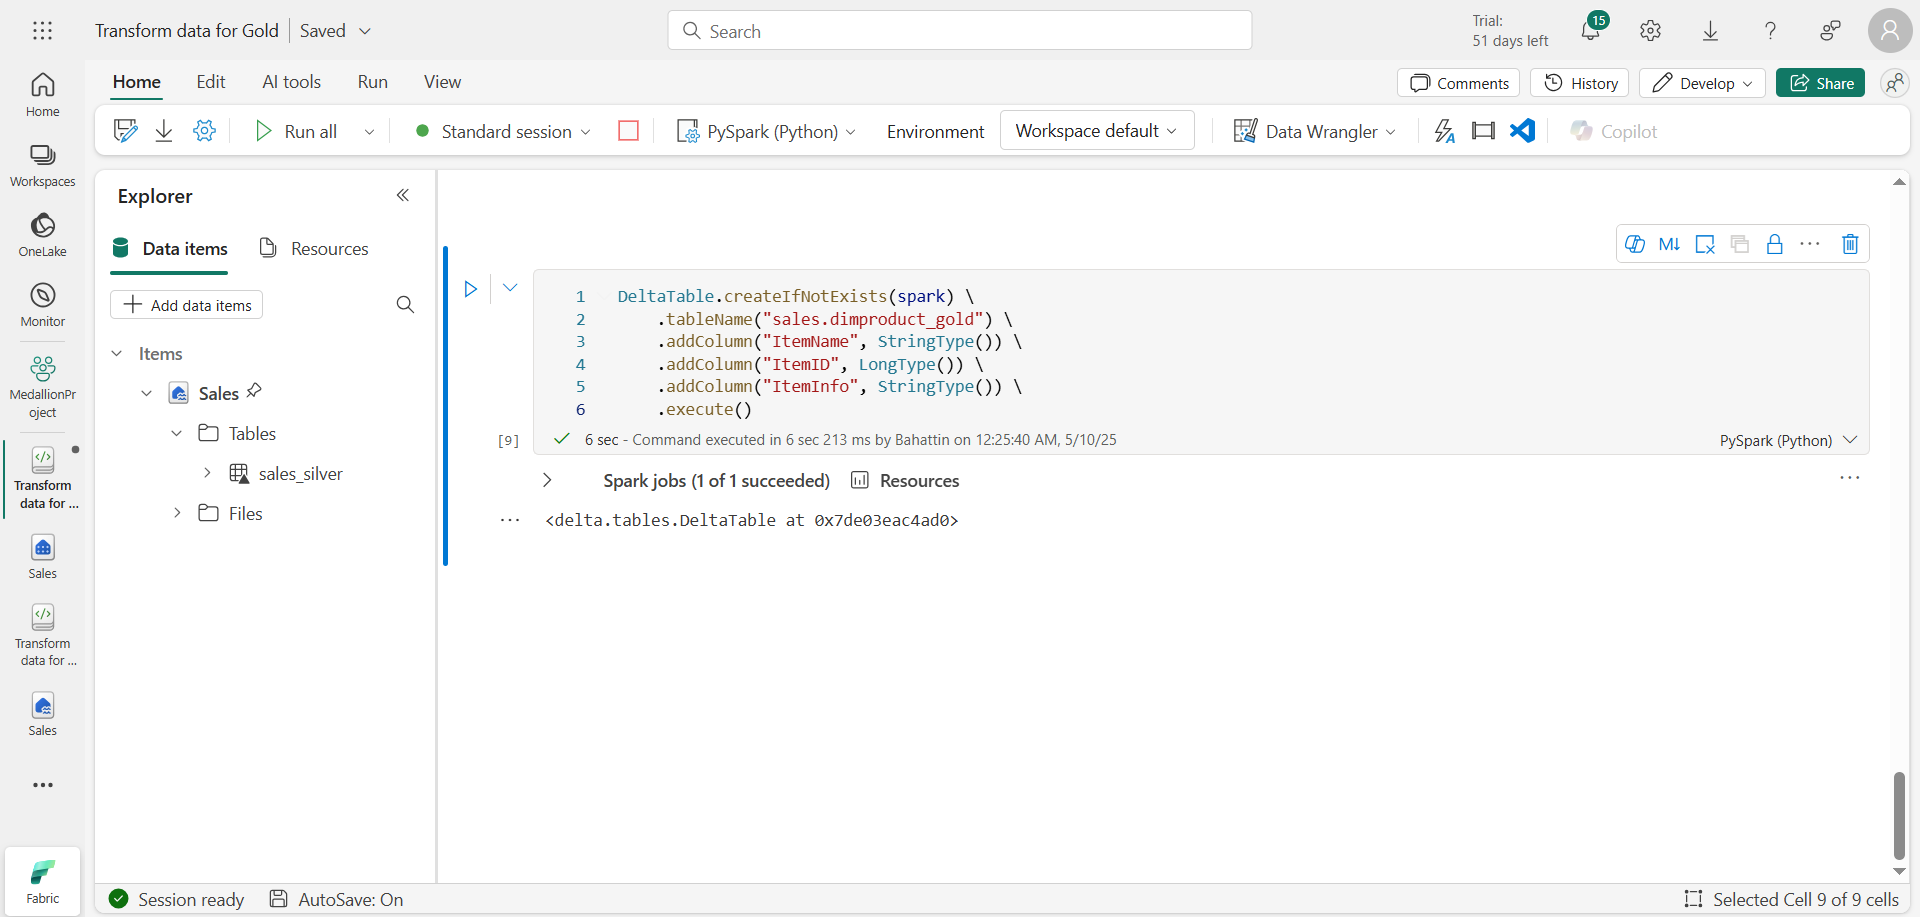 Transform data for Gold
Saved
Search
Trial:
51 days left
15
Home
Edit
AI tools
Run
View
Comments
History
Develop
Share
Run all
Standard session
PySpark (Python)
Environment
Workspace default
Data Wrangler
Copilot
Home
Workspaces
OneLake
Monitor
MedallionPr
oject
Transform
data for ...
Sales
Transform
data for ...
Sales
Fabric
Explorer
Data items
Resources
Add data items
Items
Sales
Tables
sales_silver
Files
M↓
1 DeltaTable.createIfNotExists(spark) \
2 .tableName("sales.dimproduct_gold") \
3 .addColumn("ItemName", StringType()) \
4 .addColumn("ItemID", LongType()) \
5 .addColumn("ItemInfo", StringType()) \
6 .execute()
[9]
6 sec - Command executed in 6 sec 213 ms by Bahattin on 12:25:40 AM, 5/10/25
PySpark (Python)
Spark jobs (1 of 1 succeeded)
Resources
<delta.tables.DeltaTable at 0x7de03eac4ad0>
Session ready
AutoSave: On
Selected Cell 9 of 9 cells